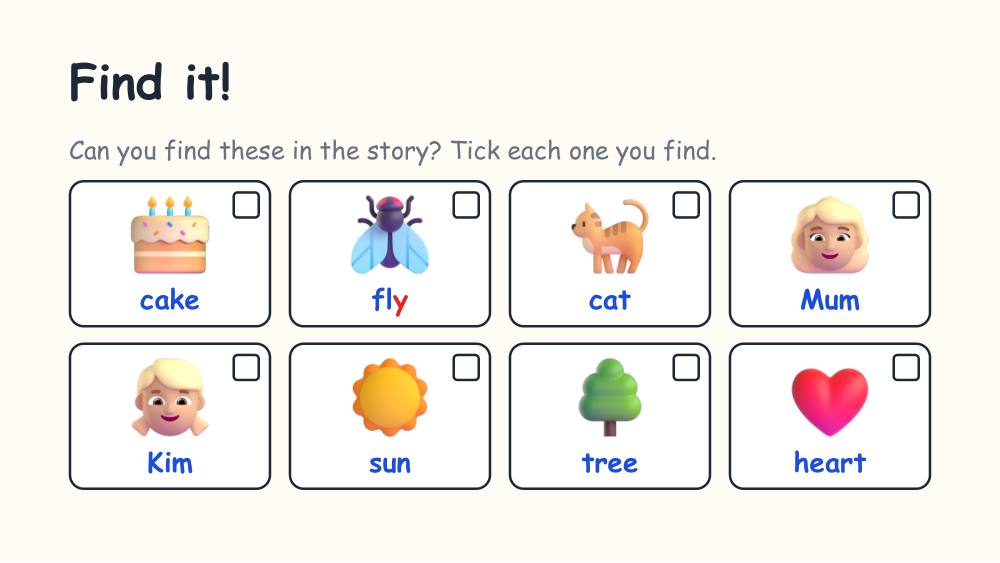 Find it!
Can you find these in the story? Tick each one you find.
cake
fly
cat
Mum
Kim
sun
tree
heart